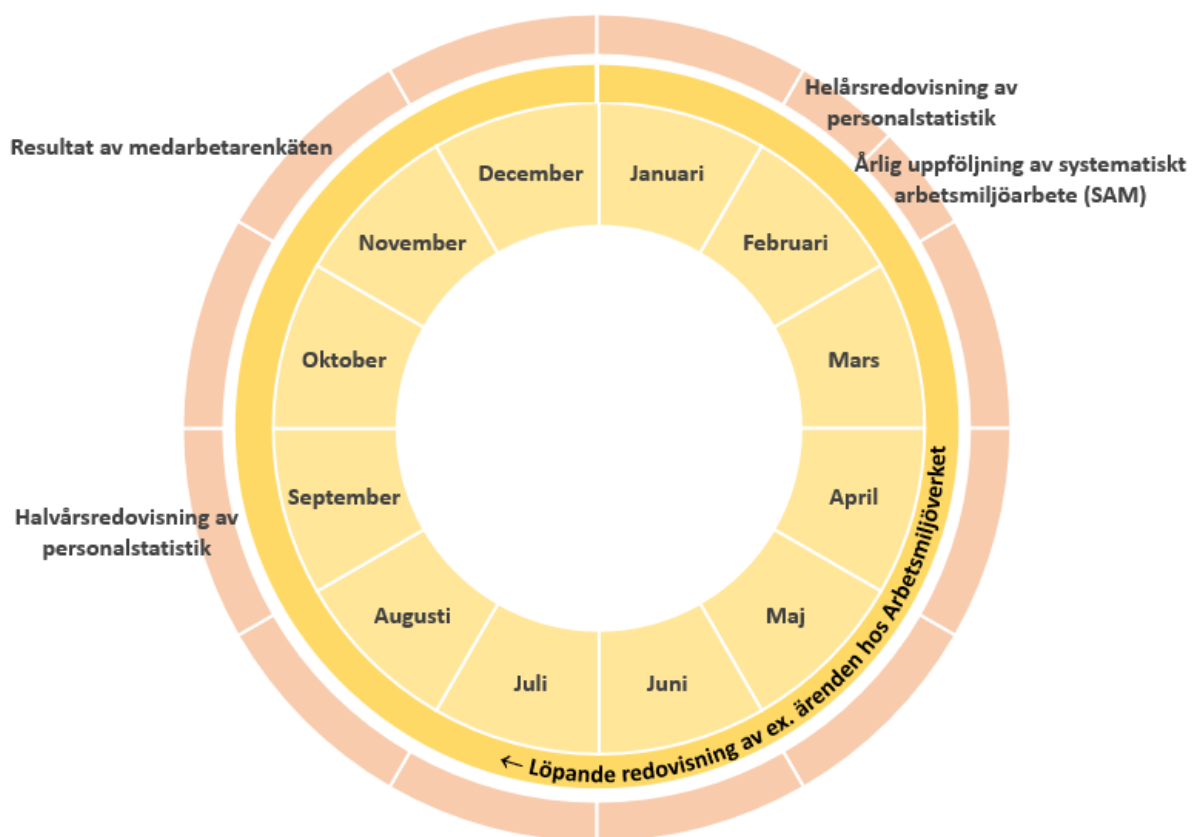 Helårsredovisning av
personalstatistik
Årlig uppföljning av systematiskt
arbetsmiljöarbete (SAM)
Resultat av medarbetarenkäten
Halvårsredovisning av
personalstatistik
Januari
Februari
Mars
April
Maj
Juni
Juli
Augusti
September
Oktober
November
December
← Löpande redovisning av ex. ärenden hos Arbetsmiljöverket